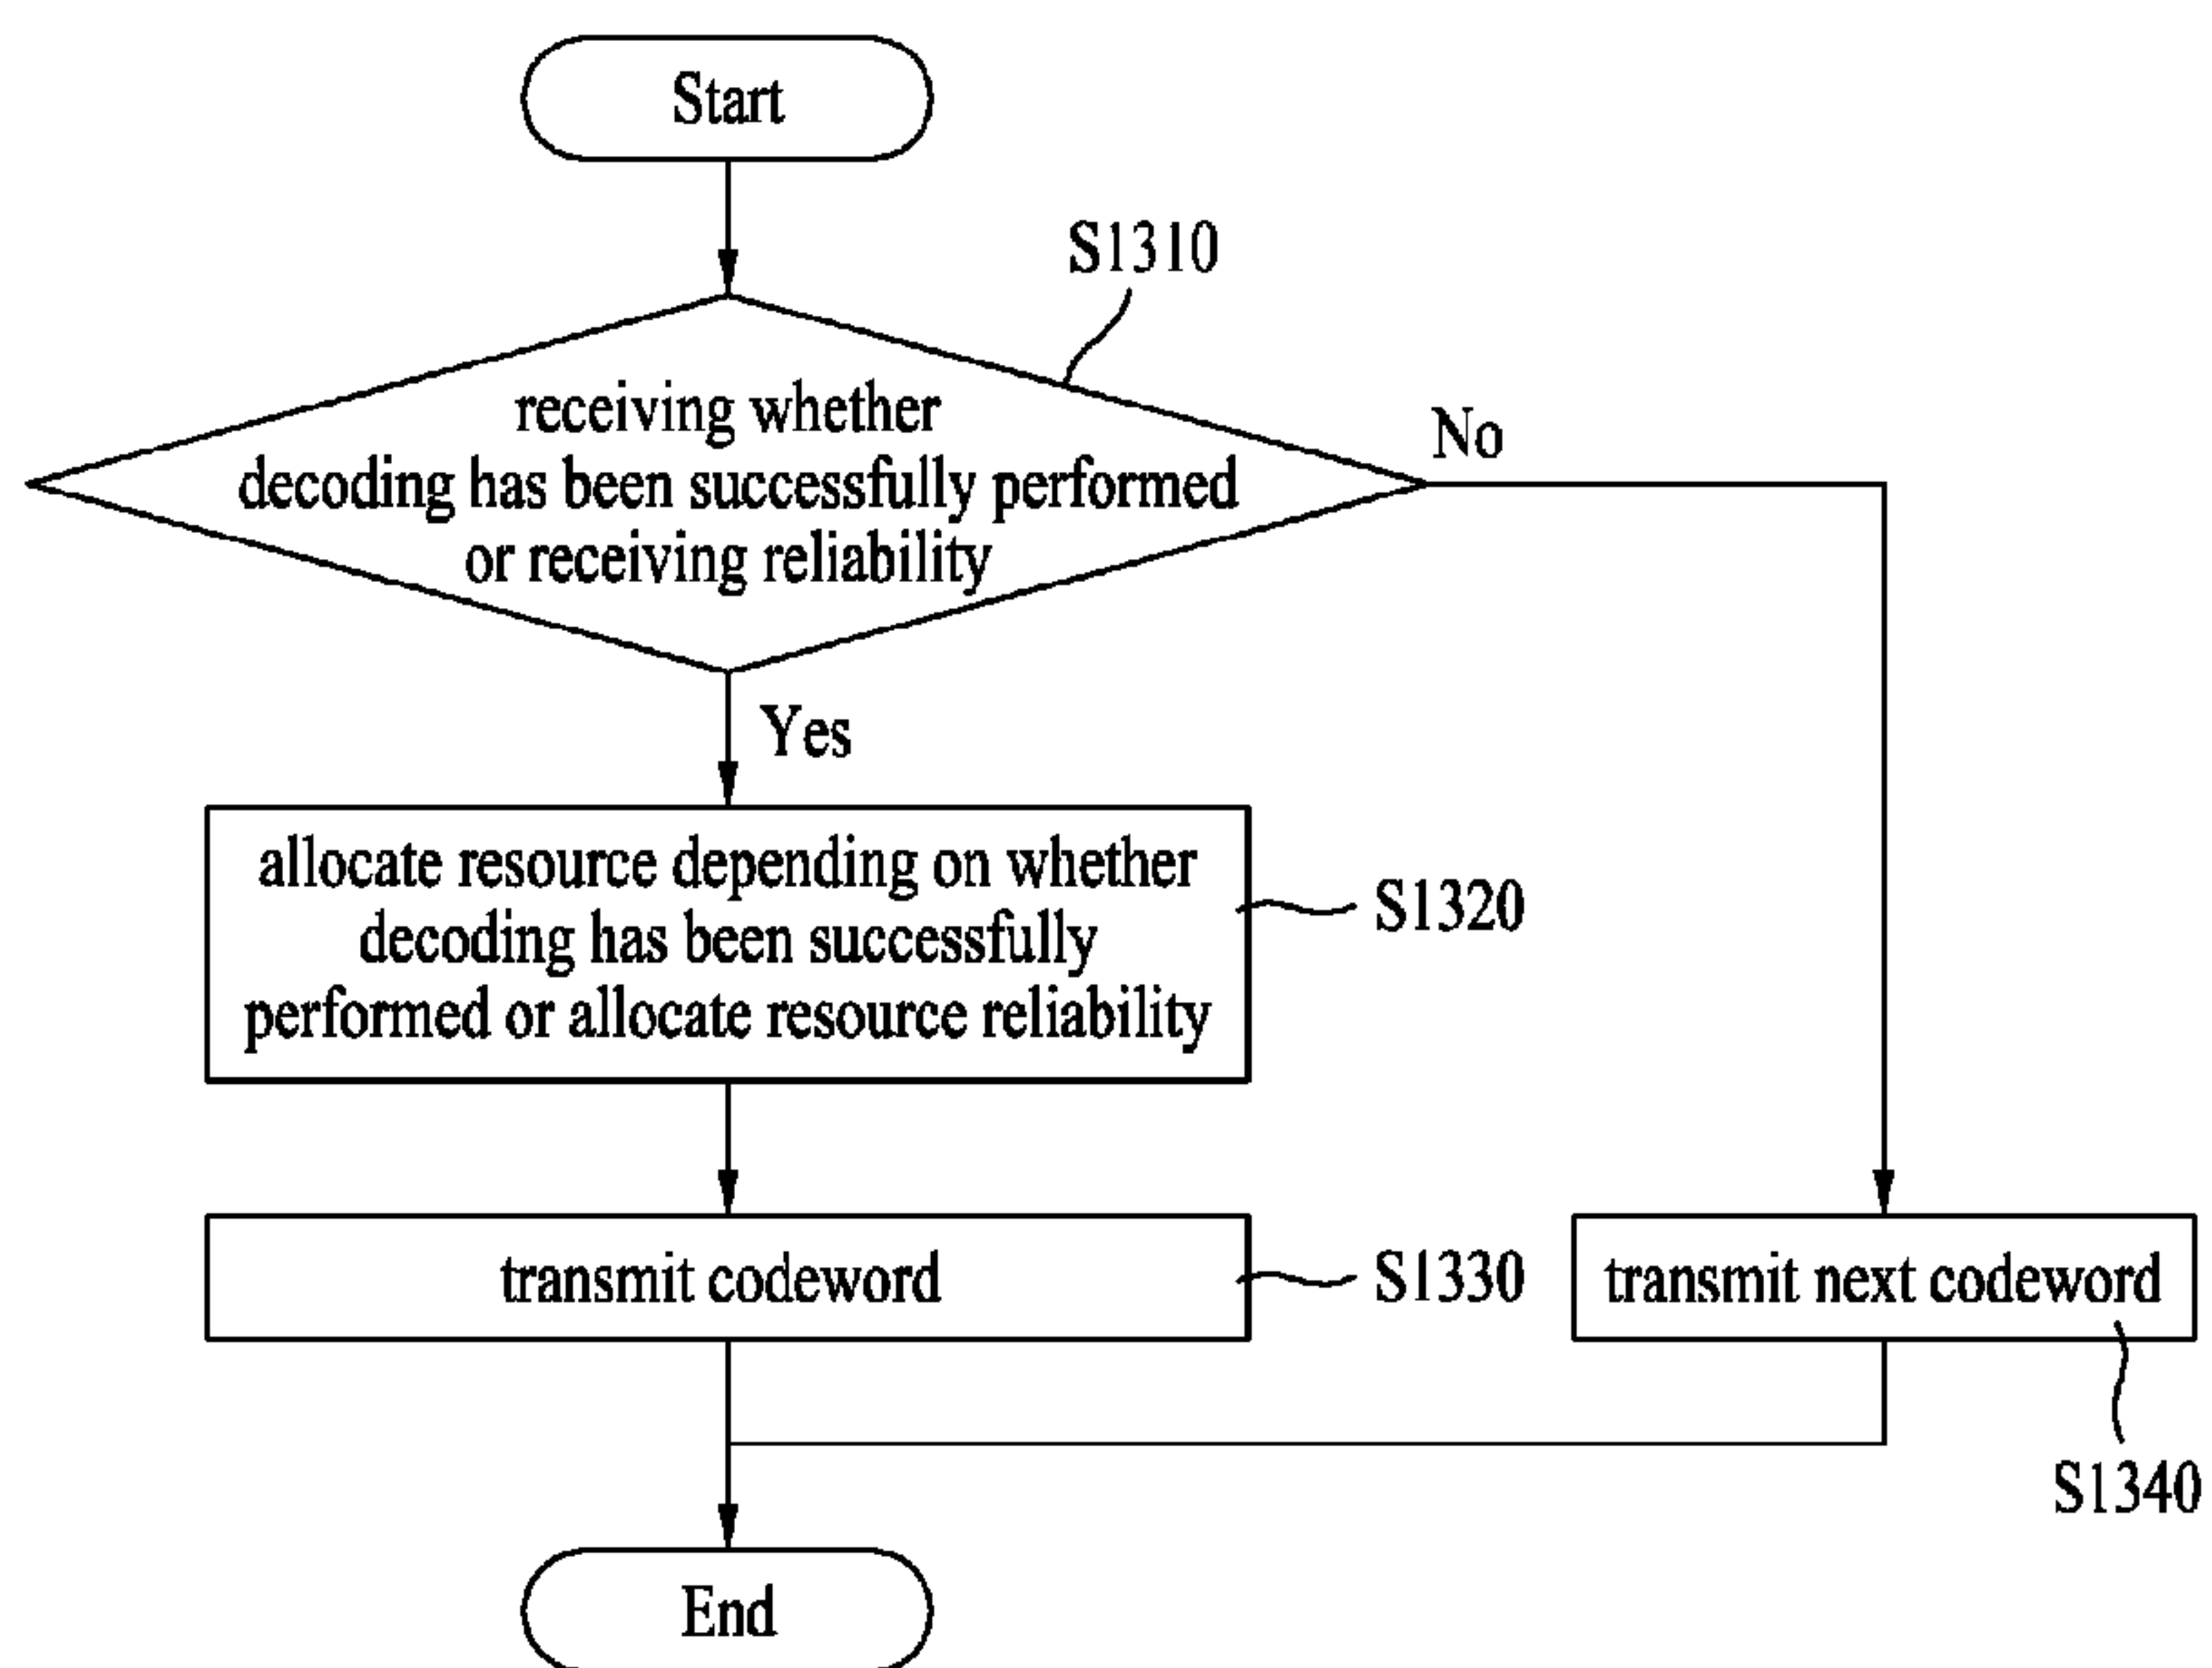 Start
S1310
receiving whether
decoding has been successfully performed
or receiving reliability
No
Yes
allocate resource depending on whether
decoding has been successfully
performed or allocate resource reliability
S1320
transmit codeword
S1330
transmit next codeword
S1340
End